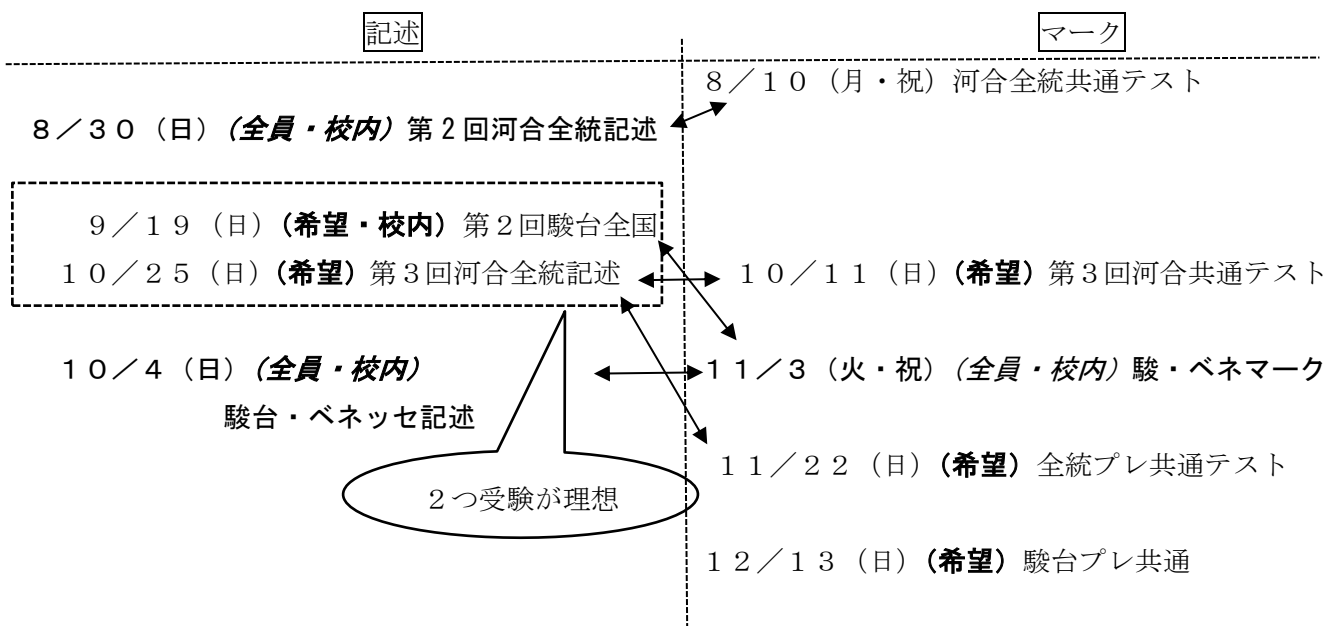 記述
マーク
8/10（月・祝）河合全統共通テスト
8/30（日）（全員・校内）第2回河合全統記述
9/19（日）（希望・校内）第2回駿台全国
10/25（日）（希望）第3回河合全統記述
10/11（日）（希望）第3回河合共通テスト
10/4（日）（全員・校内）
駿台・ベネッセ記述
11/3（火・祝）（全員・校内）駿・ベネマーク
11/22（日）（希望）全統プレ共通テスト
2つ受験が理想
12/13（日）（希望）駿台プレ共通